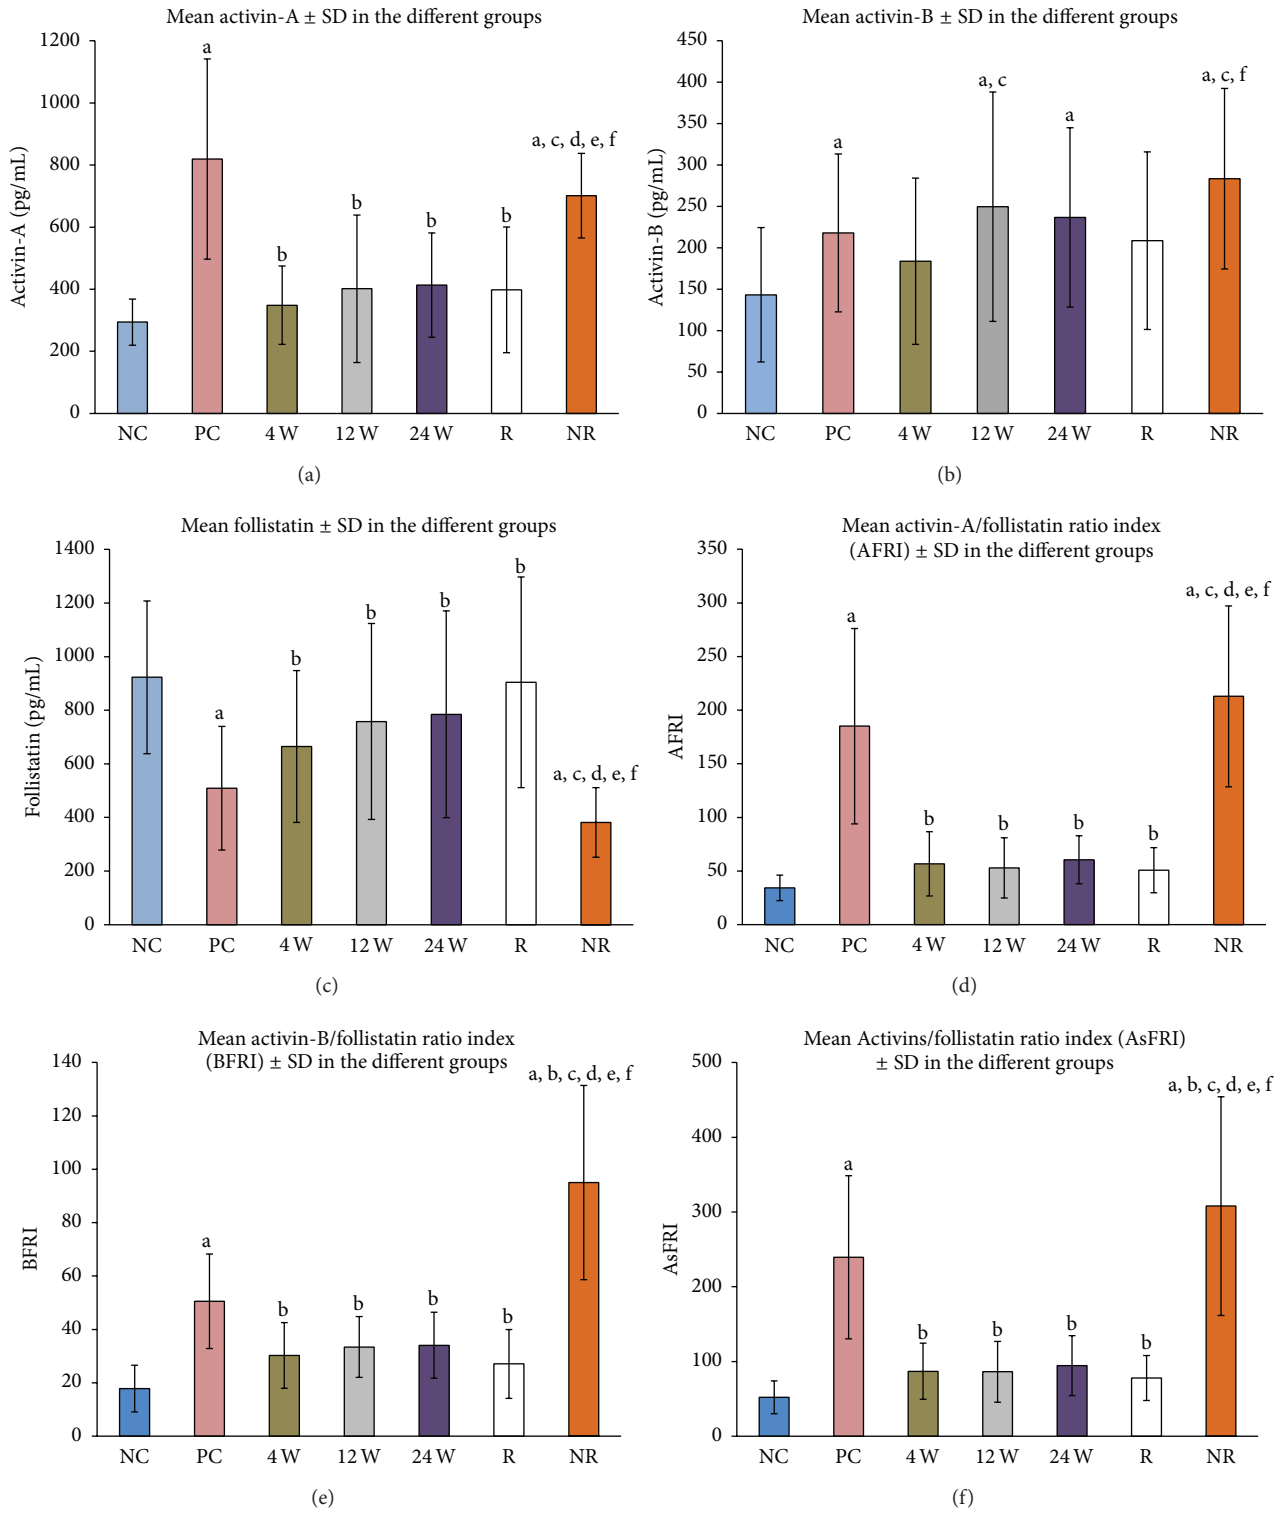 Mean activin-A ± SD in the different groups
1200
1000
800
600
400
200
0
Activin-A (pg/mL)
a
b
b
b
b
a, c, d, e, f
NC PC 4 W 12 W 24 W R NR
(a)
Mean activin-B ± SD in the different groups
450
400
350
300
250
200
150
100
50
0
Activin-B (pg/mL)
a
a, c
a
a, c, f
NC PC 4 W 12 W 24 W R NR
(b)
Mean follistatin ± SD in the different groups
1400
1200
1000
800
600
400
200
0
Follistatin (pg/mL)
a
b
b
b
b
a, c, d, e, f
NC PC 4 W 12 W 24 W R NR
(c)
Mean activin-A/follistatin ratio index
(AFRI) ± SD in the different groups
350
300
250
200
150
100
50
0
AFRI
a
b
b
b
b
a, c, d, e, f
NC PC 4 W 12 W 24 W R NR
(d)
Mean activin-B/follistatin ratio index
(BFRI) ± SD in the different groups
140
120
100
80
60
40
20
0
BFRI
a
b
b
b
b
a, b, c, d, e, f
NC PC 4 W 12 W 24 W R NR
(e)
Mean Activins/follistatin ratio index (AsFRI)
± SD in the different groups
500
400
300
200
100
0
AsFRI
a
b
b
b
b
a, b, c, d, e, f
NC PC 4 W 12 W 24 W R NR
(f)